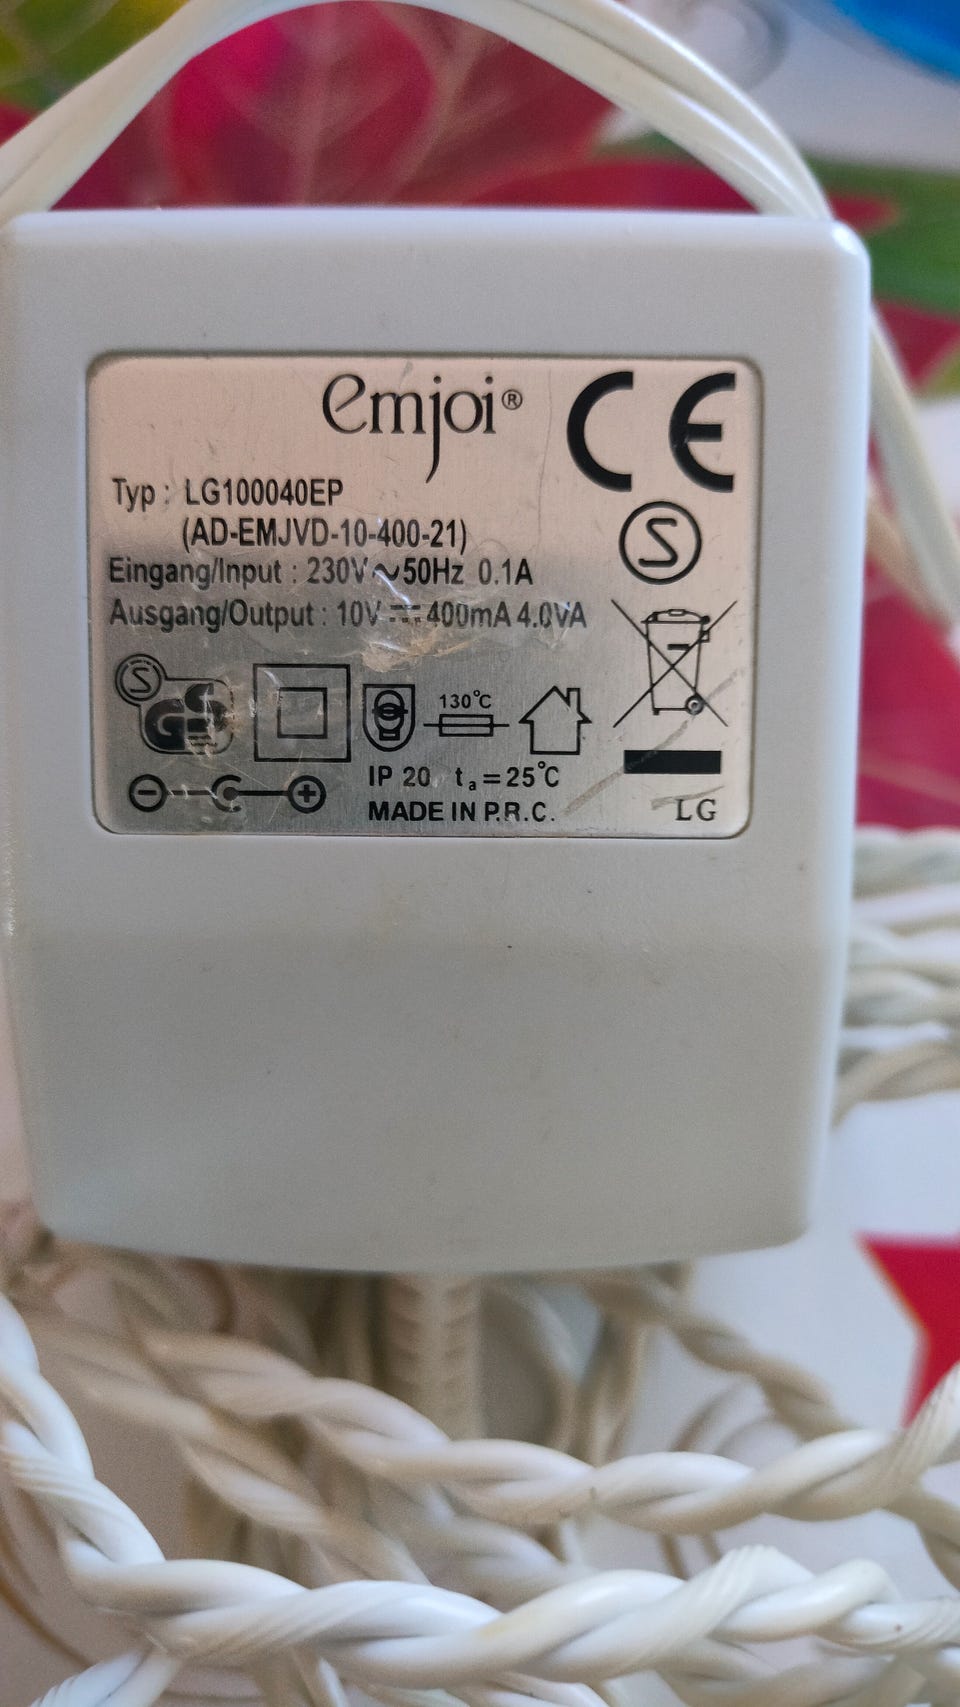 emjoi® CE
Typ : LG100040EP
(AD-EMJVD-10-400-21)
Eingang/Input : 230V~50Hz 0.1A
Ausgang/Output : 10V ⎓ 400mA 4.0VA
S
S GS
130°C
IP 20 ta=25°C
MADE IN P.R.C.
LG